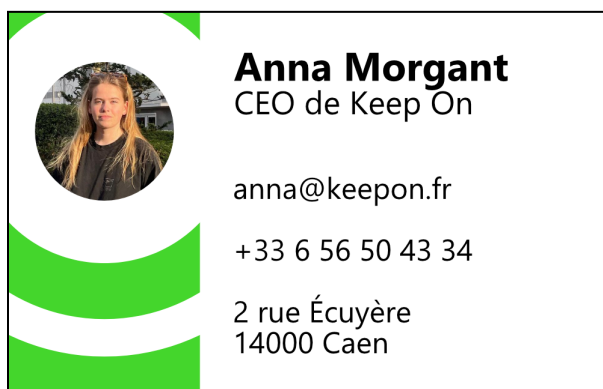 Anna Morgant
CEO de Keep On
anna@keepon.fr
+33 6 56 50 43 34
2 rue Écuyère
14000 Caen